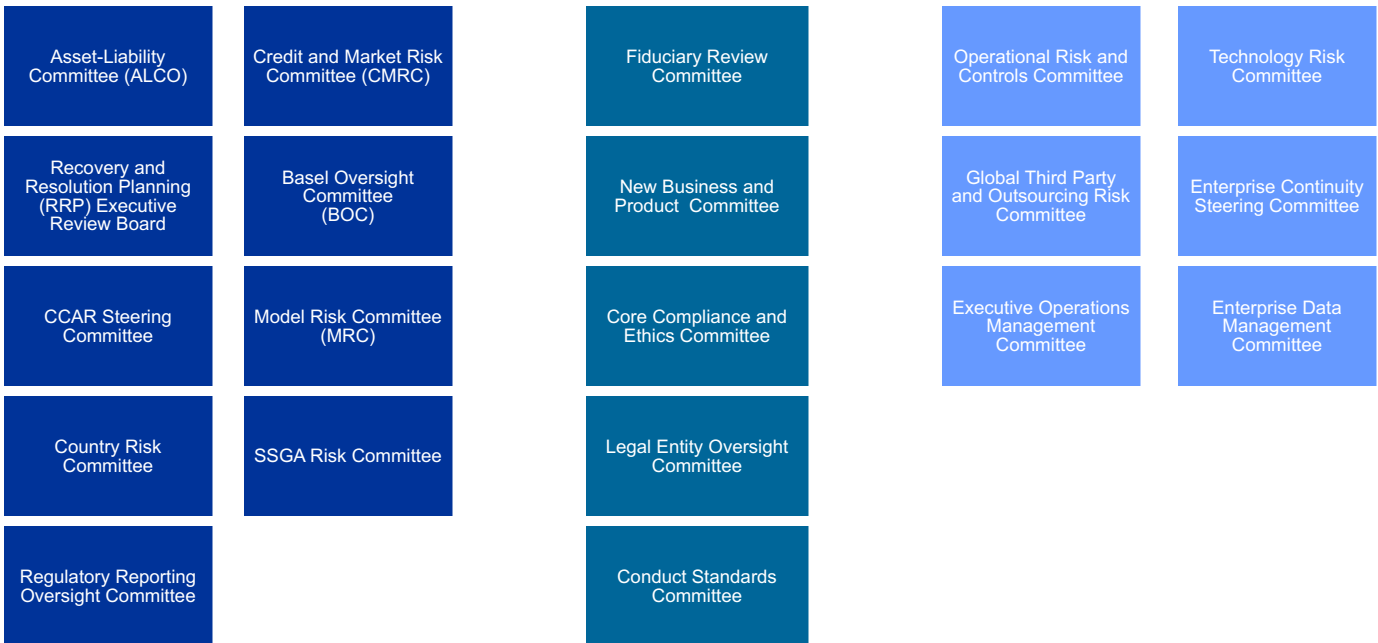 Asset-Liability
Committee (ALCO)
Credit and Market Risk
Committee (CMRC)
Fiduciary Review
Committee
Operational Risk and
Controls Committee
Technology Risk
Committee
Recovery and
Resolution Planning
(RRP) Executive
Review Board
Basel Oversight
Committee
(BOC)
New Business and
Product  Committee
Global Third Party
and Outsourcing Risk
Committee
Enterprise Continuity
Steering Committee
CCAR Steering
Committee
Model Risk Committee
(MRC)
Core Compliance and
Ethics Committee
Executive Operations
Management
Committee
Enterprise Data
Management
Committee
Country Risk
Committee
SSGA Risk Committee
Legal Entity Oversight
Committee
Regulatory Reporting
Oversight Committee
Conduct Standards
Committee